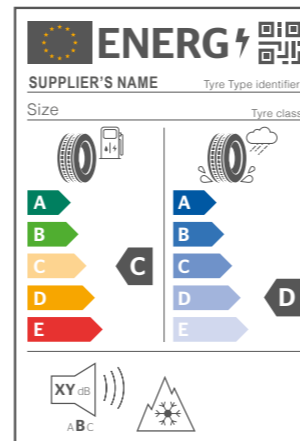 ENERG
SUPPLIER'S NAME Tyre Type identifier
Size Tyre class
A A
B B
C C C
D D D
E E
XY dB
ABC